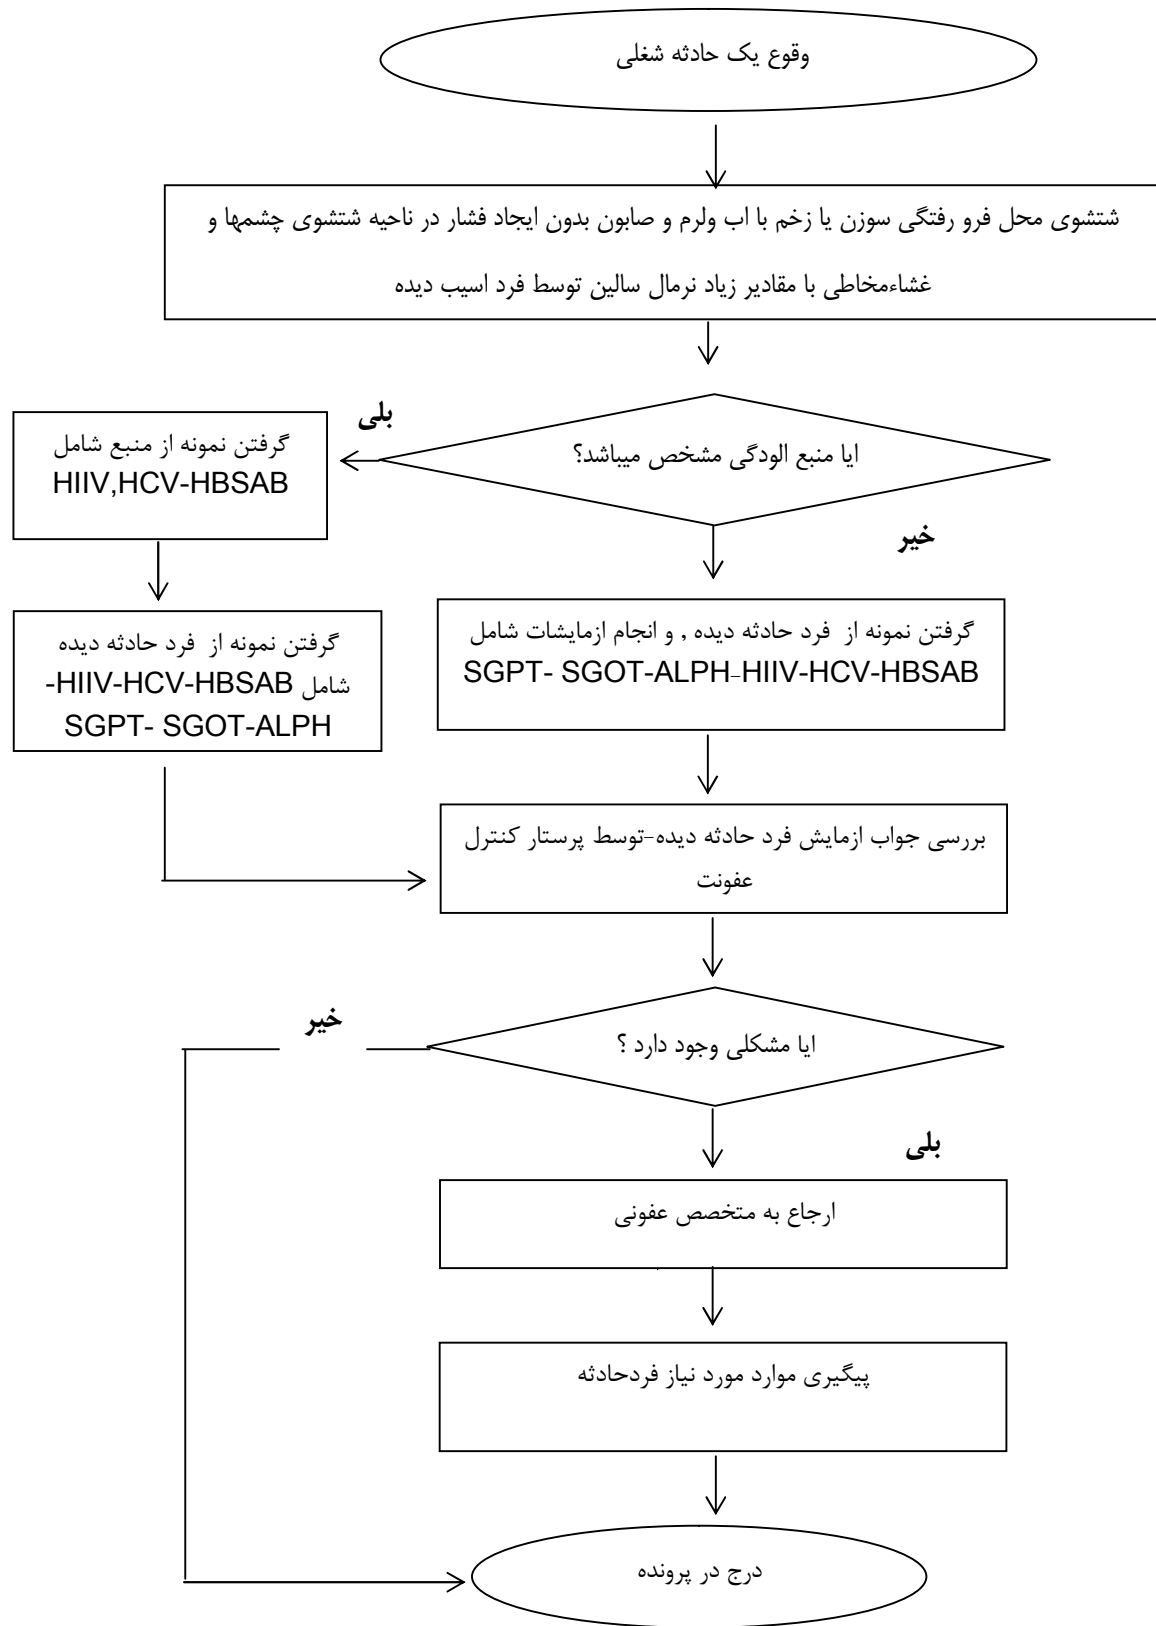 وقوع یک حادثه شغلی
شتشوی محل فرو رفتگی سوزن یا زخم با اب ولرم و صابون بدون ایجاد فشار در ناحیه شتشوی چشمها و
غشاءمخاطی با مقادیر زیاد نرمال سالین توسط فرد اسیب دیده
ایا منبع الودگی مشخص میباشد؟
بلی
خیر
گرفتن نمونه از منبع شامل
HIIV,HCV-HBSAB
گرفتن نمونه از فرد حادثه دیده
شامل HIIV-HCV-HBSAB-
SGPT- SGOT-ALPH
گرفتن نمونه از فرد حادثه دیده , و انجام ازمایشات شامل
SGPT- SGOT-ALPH-HIIV-HCV-HBSAB
بررسی جواب ازمایش فرد حادثه دیده-توسط پرستار کنترل
عفونت
ایا مشکلی وجود دارد ؟
خیر
بلی
ارجاع به متخصص عفونی
پیگیری موارد مورد نیاز فردحادثه
درج در پرونده